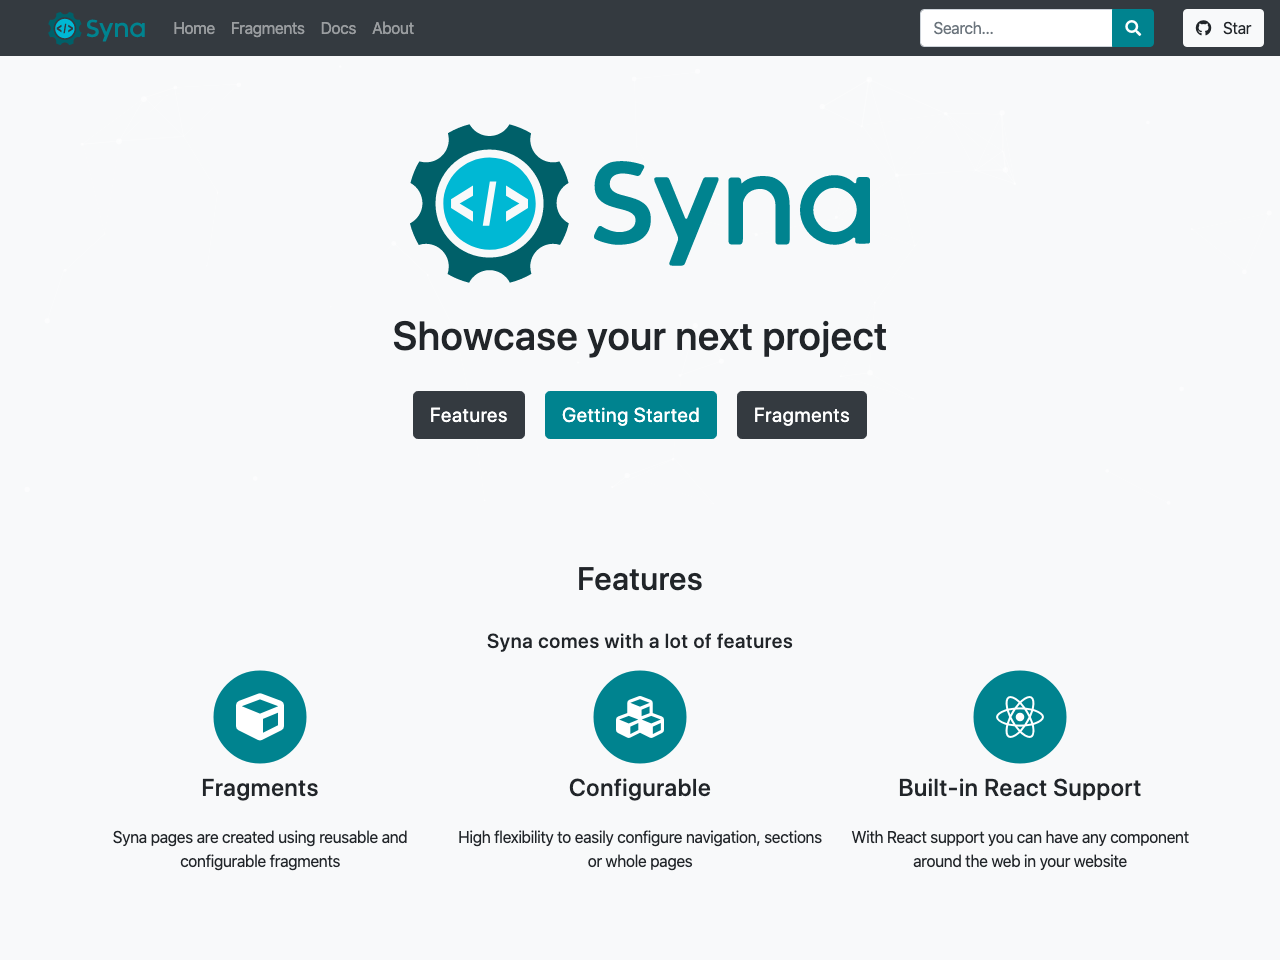 </> Syna Home Fragments Docs About Search... Star
</> Syna
Showcase your next project
Features Getting Started Fragments
Features
Syna comes with a lot of features
Fragments Configurable Built-in React Support
Syna pages are created using reusable and
configurable fragments
High flexibility to easily configure navigation, sections
or whole pages
With React support you can have any component
around the web in your website